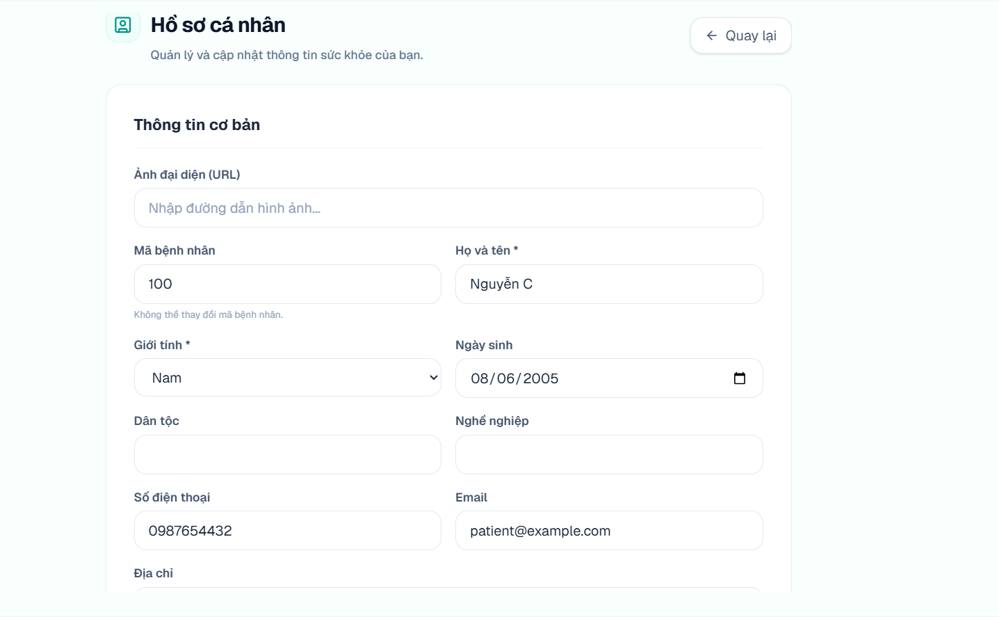 Hồ sơ cá nhân
Quản lý và cập nhật thông tin sức khỏe của bạn.
Quay lại
Thông tin cơ bản
Ảnh đại diện (URL)
Nhập đường dẫn hình ảnh...
Mã bệnh nhân
Họ và tên *
100
Nguyễn C
Không thể thay đổi mã bệnh nhân.
Giới tính *
Ngày sinh
Nam
08/06/2005
Dân tộc
Nghề nghiệp
Số điện thoại
Email
0987654432
patient@example.com
Địa chỉ